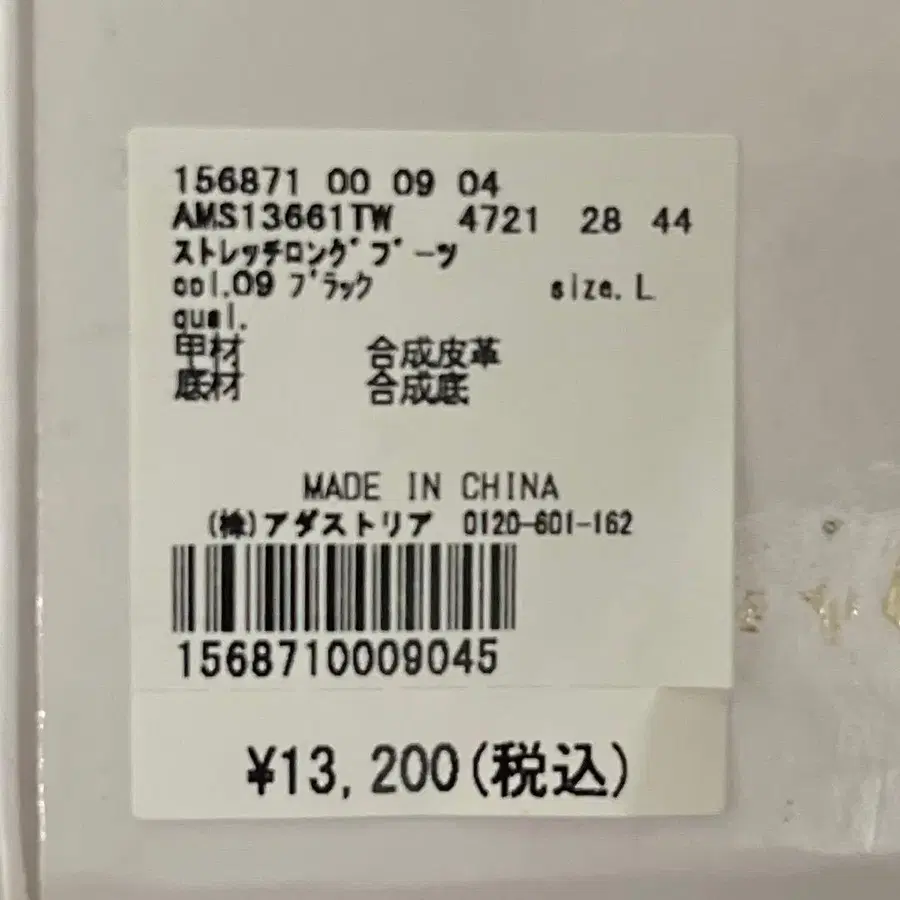 156871 00 09 04
AMS13661TW 4721 28 44
ストレッチロングブーツ
col.09 ブラック size.L
qual.
甲材 合成皮革
底材 合成底
MADE IN CHINA
(株)アダストリア 0120-601-162
1568710009045
¥13,200(税込)